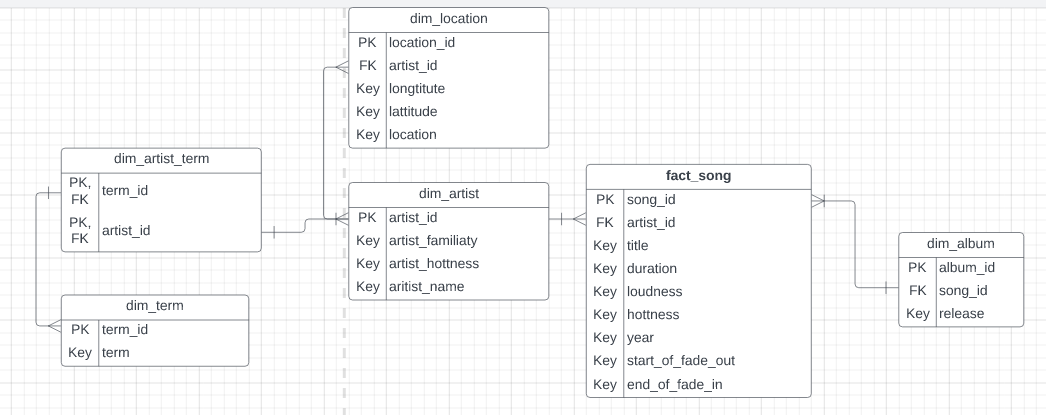 dim_location
PK location_id
FK artist_id
Key longtitute
Key lattitude
Key location
dim_artist_term
PK, FK term_id
PK, FK artist_id
dim_term
PK term_id
Key term
dim_artist
PK artist_id
Key artist_familiaty
Key artist_hottness
Key aritist_name
fact_song
PK song_id
FK artist_id
Key title
Key duration
Key loudness
Key hottness
Key year
Key start_of_fade_out
Key end_of_fade_in
dim_album
PK album_id
FK song_id
Key release